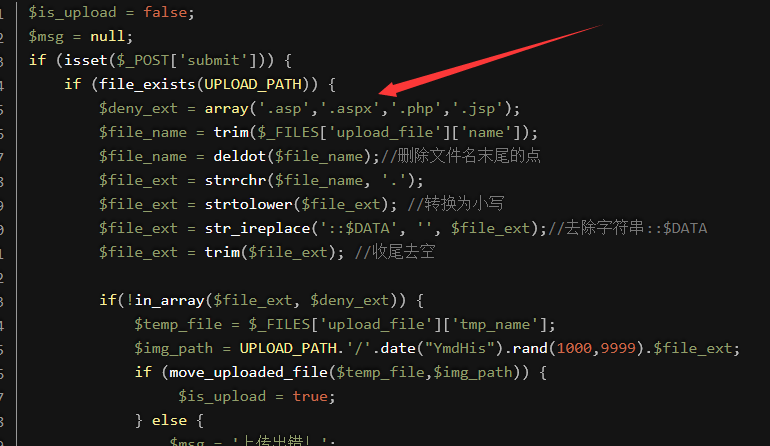 1 $is_upload = false;
2 $msg = null;
3 if (isset($_POST['submit'])) {
4 if (file_exists(UPLOAD_PATH)) {
5 $deny_ext = array('.asp','.aspx','.php','.jsp');
6 $file_name = trim($_FILES['upload_file']['name']);
7 $file_name = deldot($file_name);//删除文件名末尾的点
8 $file_ext = strrchr($file_name, '.');
9 $file_ext = strtolower($file_ext); //转换为小写
0 $file_ext = str_ireplace('::$DATA', '', $file_ext);//去除字符串::$DATA
1 $file_ext = trim($file_ext); //收尾去空
2
3 if(!in_array($file_ext, $deny_ext)) {
4 $temp_file = $_FILES['upload_file']['tmp_name'];
5 $img_path = UPLOAD_PATH.'/'.date("YmdHis").rand(1000,9999).$file_ext;
6 if (move_uploaded_file($temp_file,$img_path)) {
7 $is_upload = true;
8 } else {
9 $msg = '上传出错！';